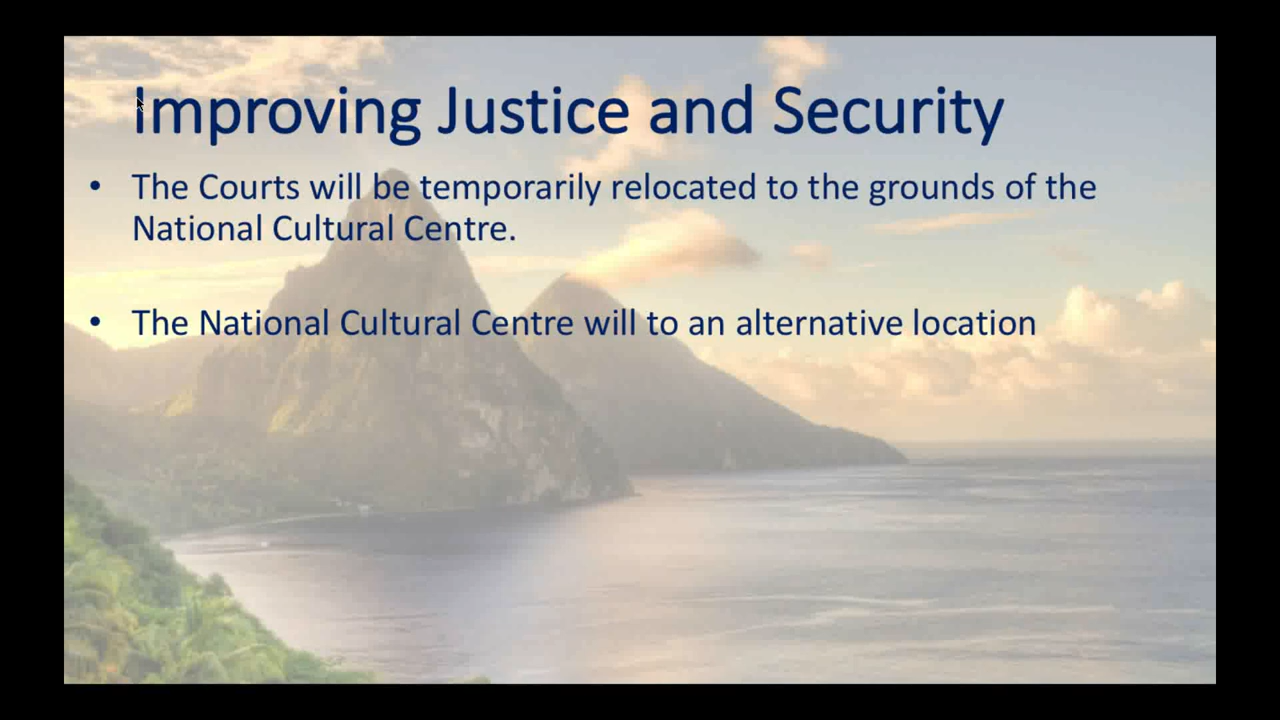 Improving Justice and Security
• The Courts will be temporarily relocated to the grounds of the
National Cultural Centre.
• The National Cultural Centre will to an alternative location